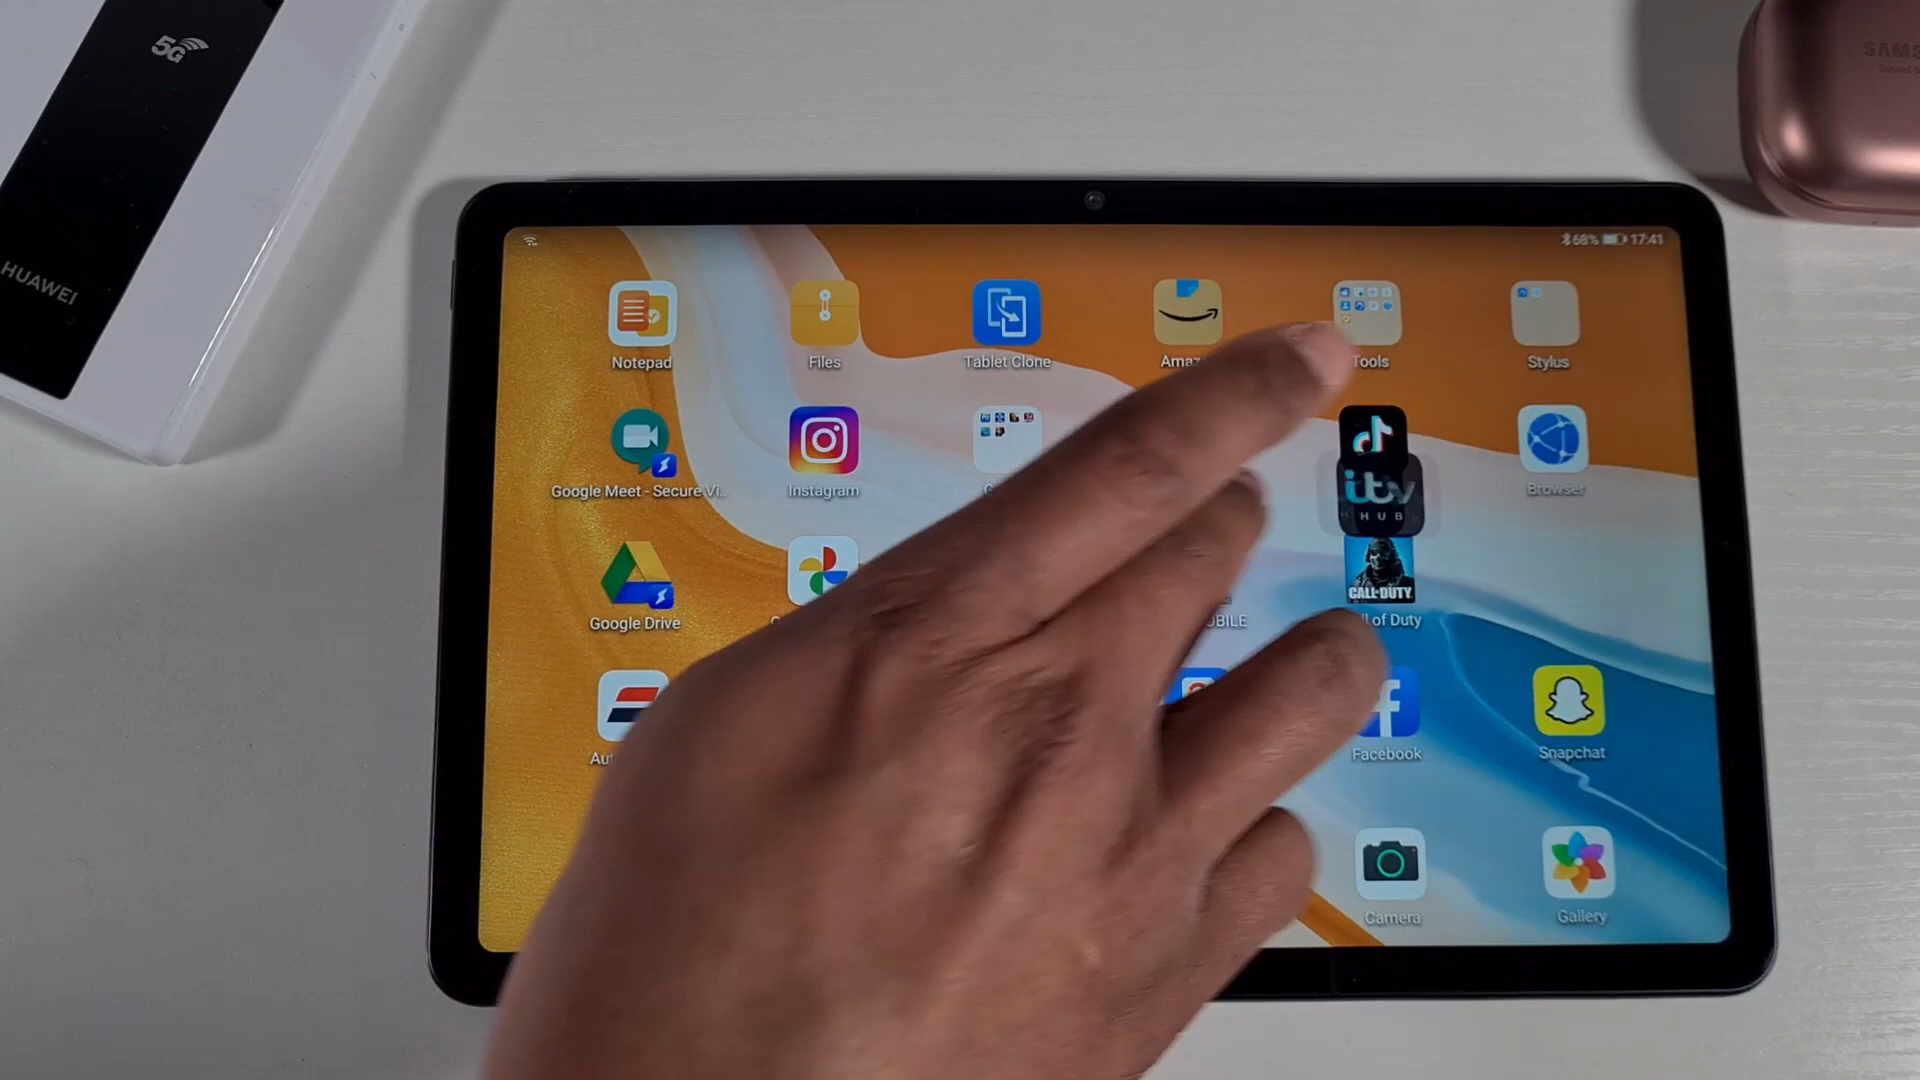 5G
HUAWEI
68% 17:41
Notepad
Files
Tablet Clone
Tools
Stylus
Google Meet - Secure Vi..
Instagram
itv
HUB
Browser
Google Drive
CALL·DUTY
of Duty
Facebook
Snapchat
Camera
Gallery